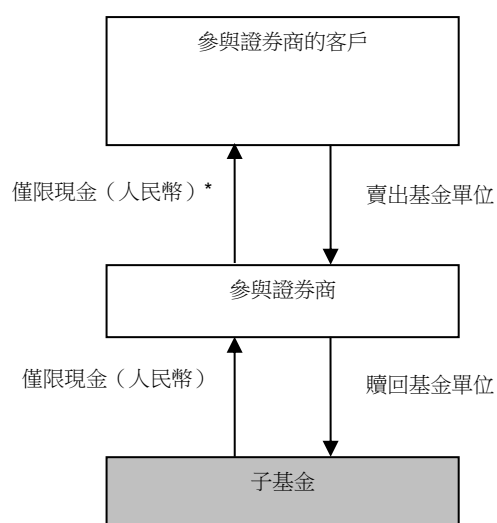 參與證券商的客戶
僅限現金（人民幣）*
賣出基金單位
參與證券商
僅限現金（人民幣）
贖回基金單位
子基金